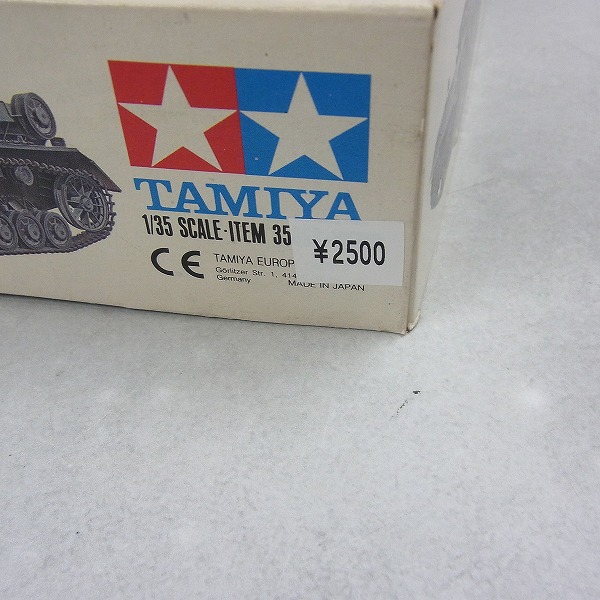 TAMIYA
1/35 SCALE·ITEM 35
¥2500
TAMIYA EUROP
CE
Görlitzer Str. 1, 414
Germany
MADE IN JAPAN